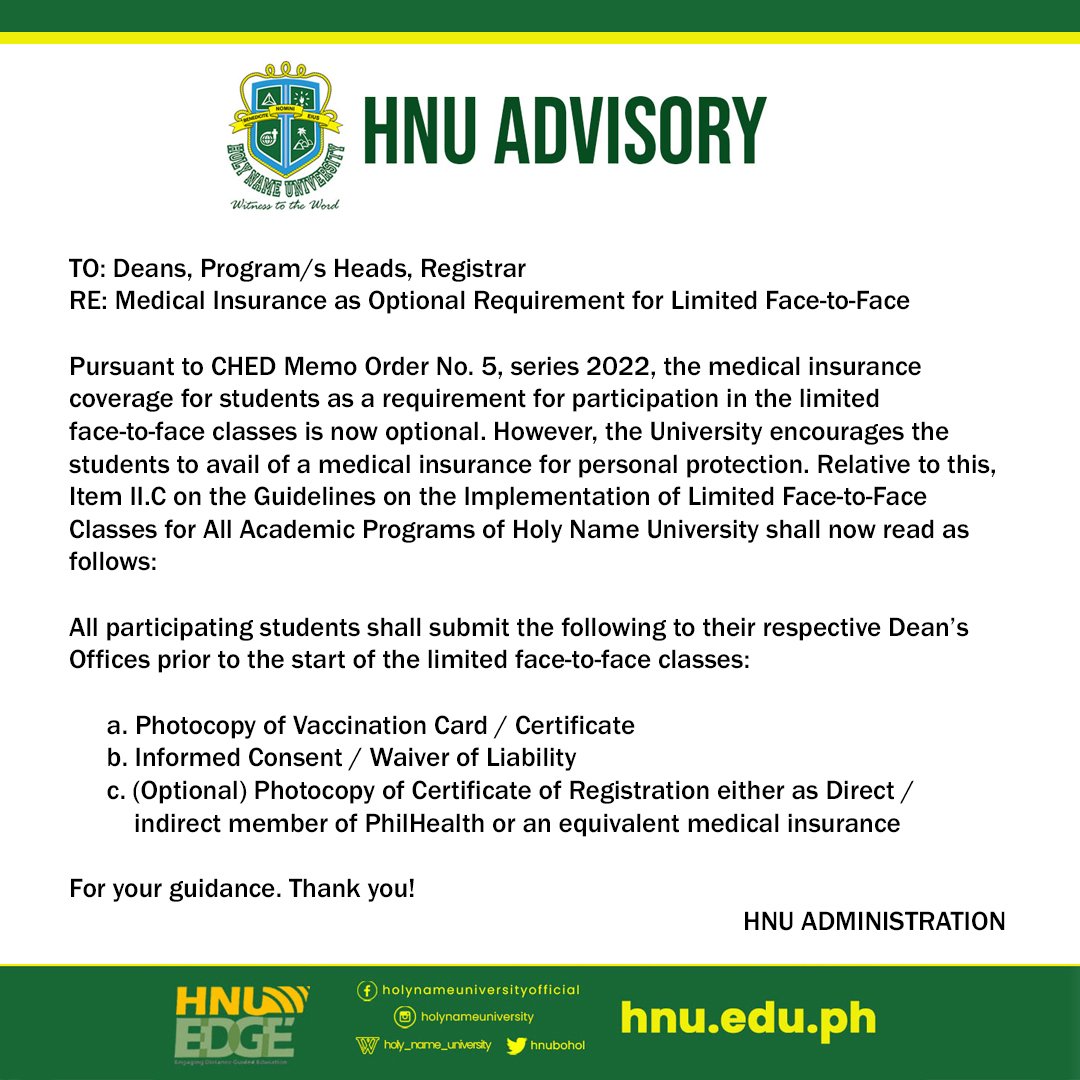 BENEDICITE NOMINI EIUS
HOLY NAME UNIVERSITY
Witness to the Word
HNU ADVISORY
TO: Deans, Program/s Heads, Registrar
RE: Medical Insurance as Optional Requirement for Limited Face-to-Face
Pursuant to CHED Memo Order No. 5, series 2022, the medical insurance
coverage for students as a requirement for participation in the limited
face-to-face classes is now optional. However, the University encourages the
students to avail of a medical insurance for personal protection. Relative to this,
Item II.C on the Guidelines on the Implementation of Limited Face-to-Face
Classes for All Academic Programs of Holy Name University shall now read as
follows:
All participating students shall submit the following to their respective Dean’s
Offices prior to the start of the limited face-to-face classes:
a. Photocopy of Vaccination Card / Certificate
b. Informed Consent / Waiver of Liability
c. (Optional) Photocopy of Certificate of Registration either as Direct /
indirect member of PhilHealth or an equivalent medical insurance
For your guidance. Thank you!
HNU ADMINISTRATION
HNU
EDGE
Engaging Distance Guided Education
holynameuniversityofficial
holynameuniversity
holy_name_university
hnubohol
hnu.edu.ph